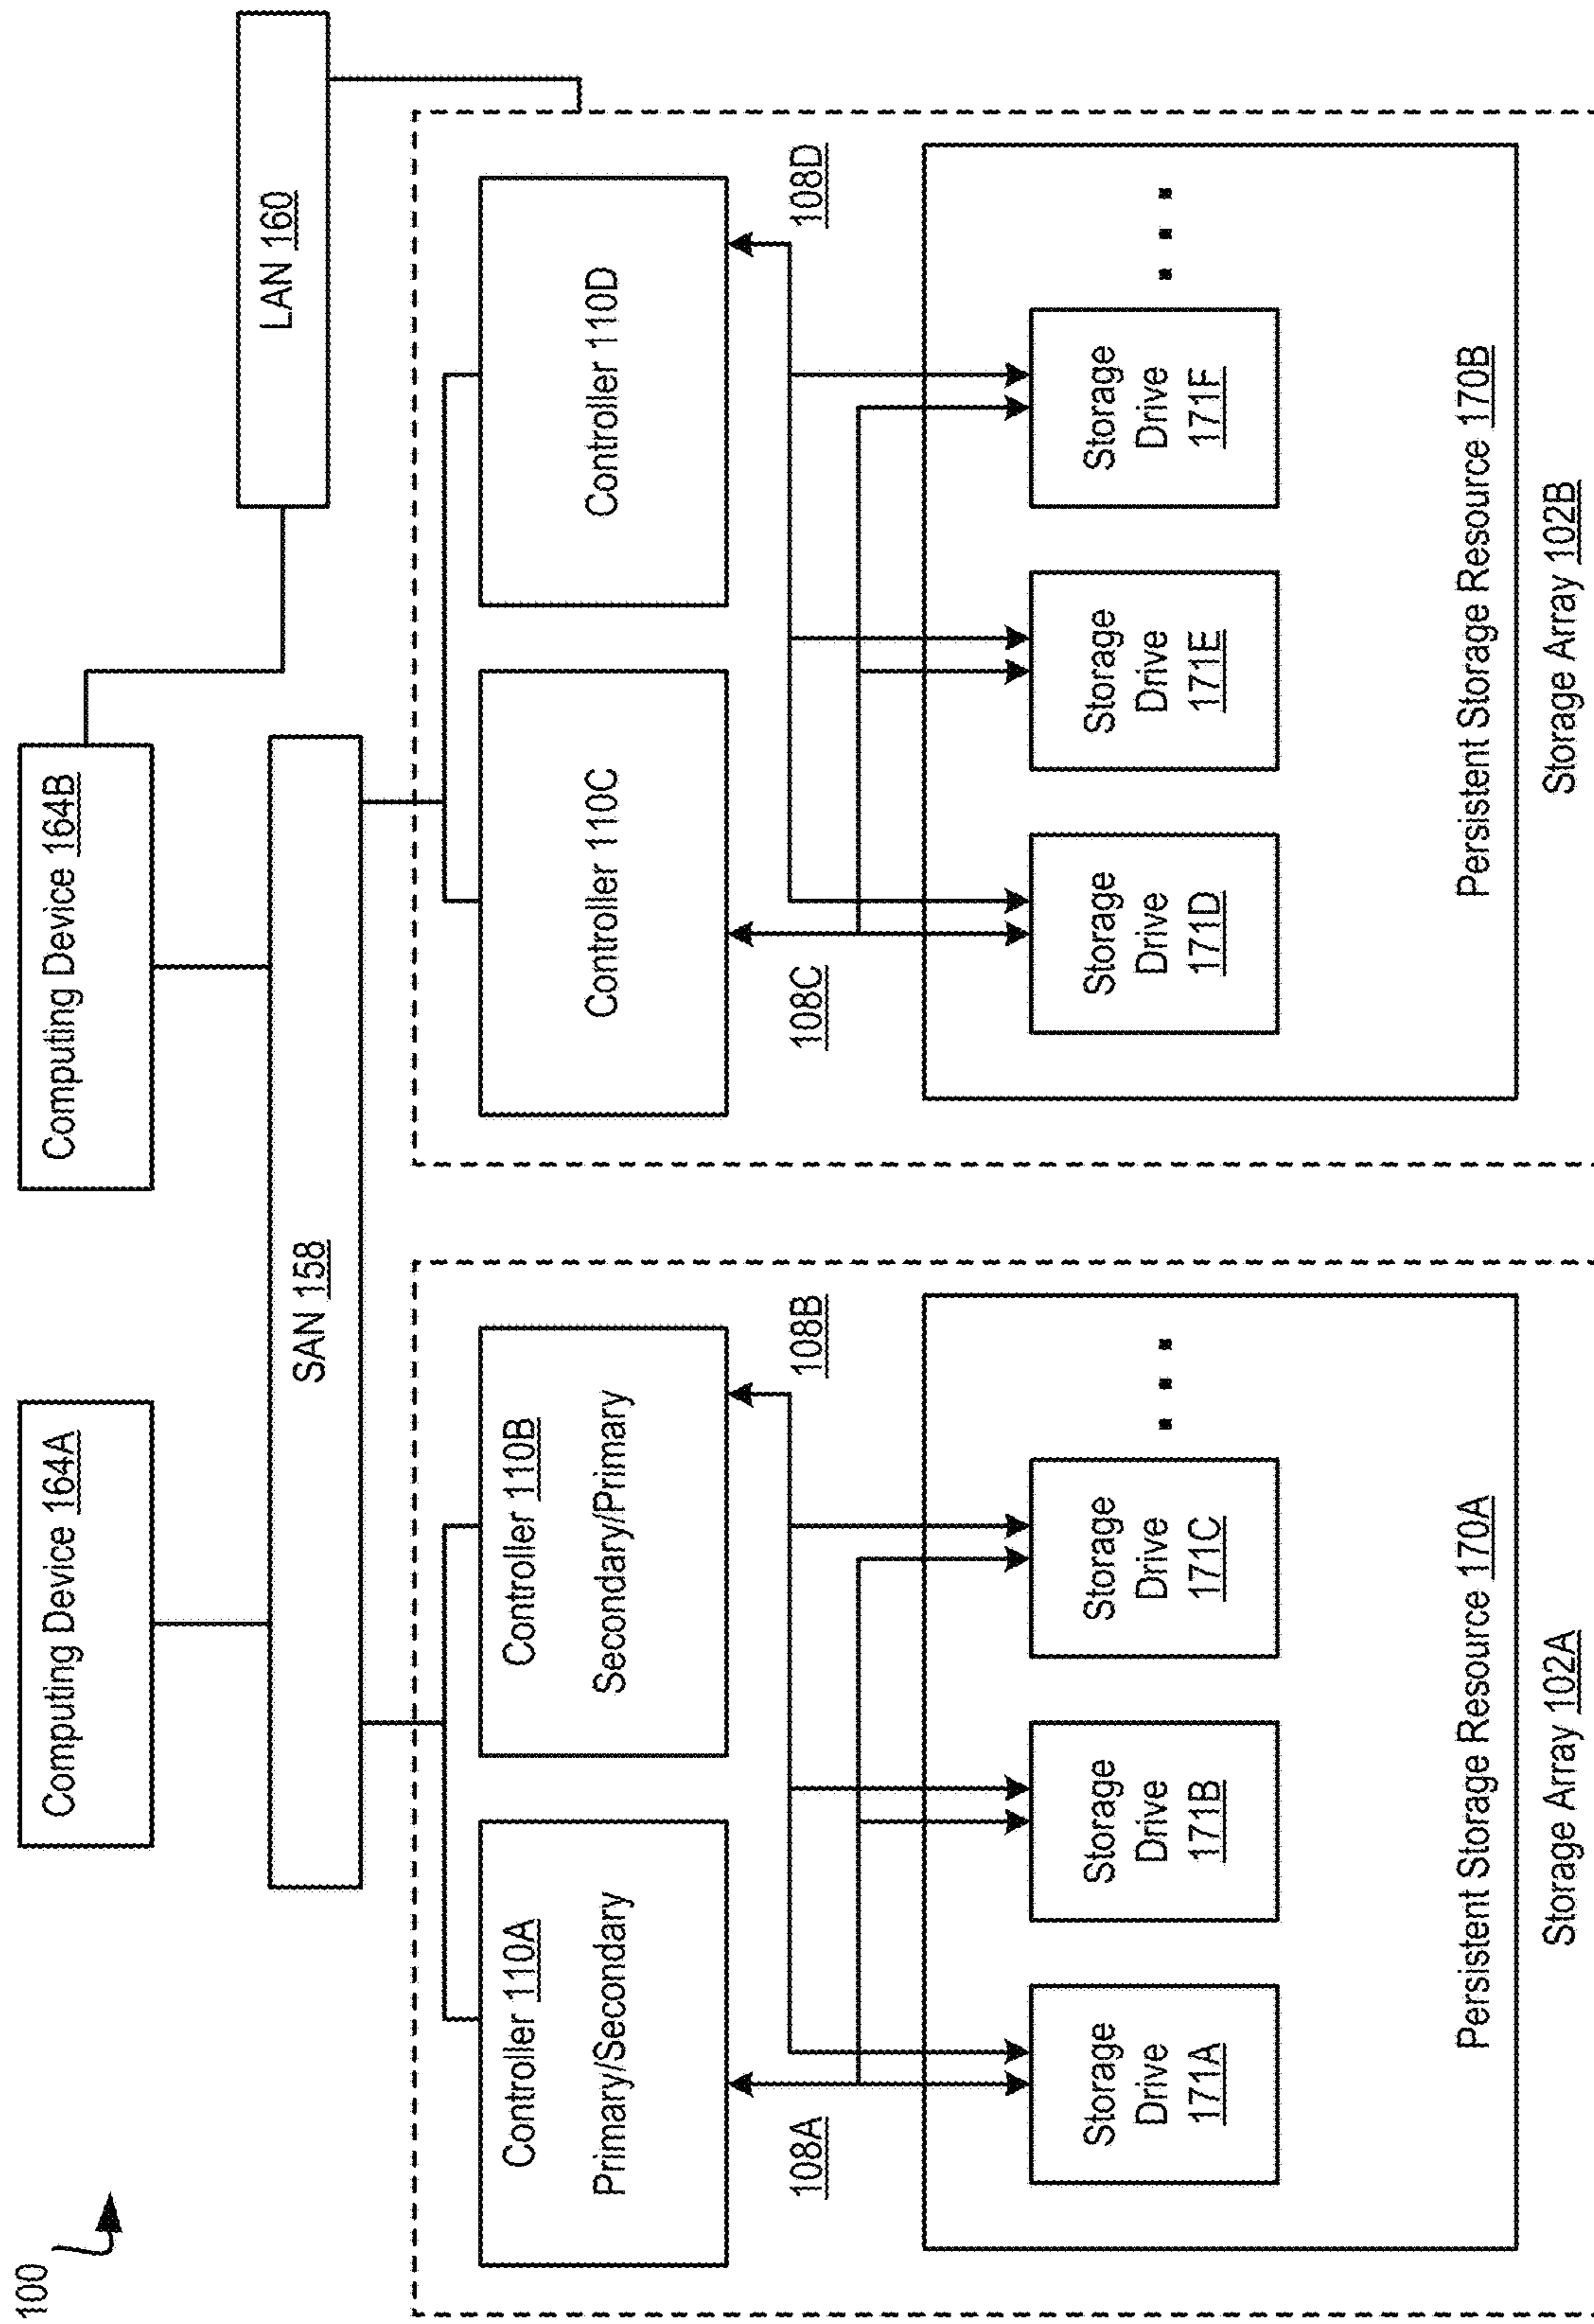 100
Computing Device 164A
Computing Device 164B
SAN 158
LAN 160
Controller 110A
Primary/Secondary
Controller 110B
Secondary/Primary
Controller 110C
Controller 110D
108A
108B
108C
108D
Storage
Drive
171A
Storage
Drive
171B
Storage
Drive
171C
Storage
Drive
171D
Storage
Drive
171E
Storage
Drive
171F
Persistent Storage Resource 170A
Persistent Storage Resource 170B
Storage Array 102A
Storage Array 102B